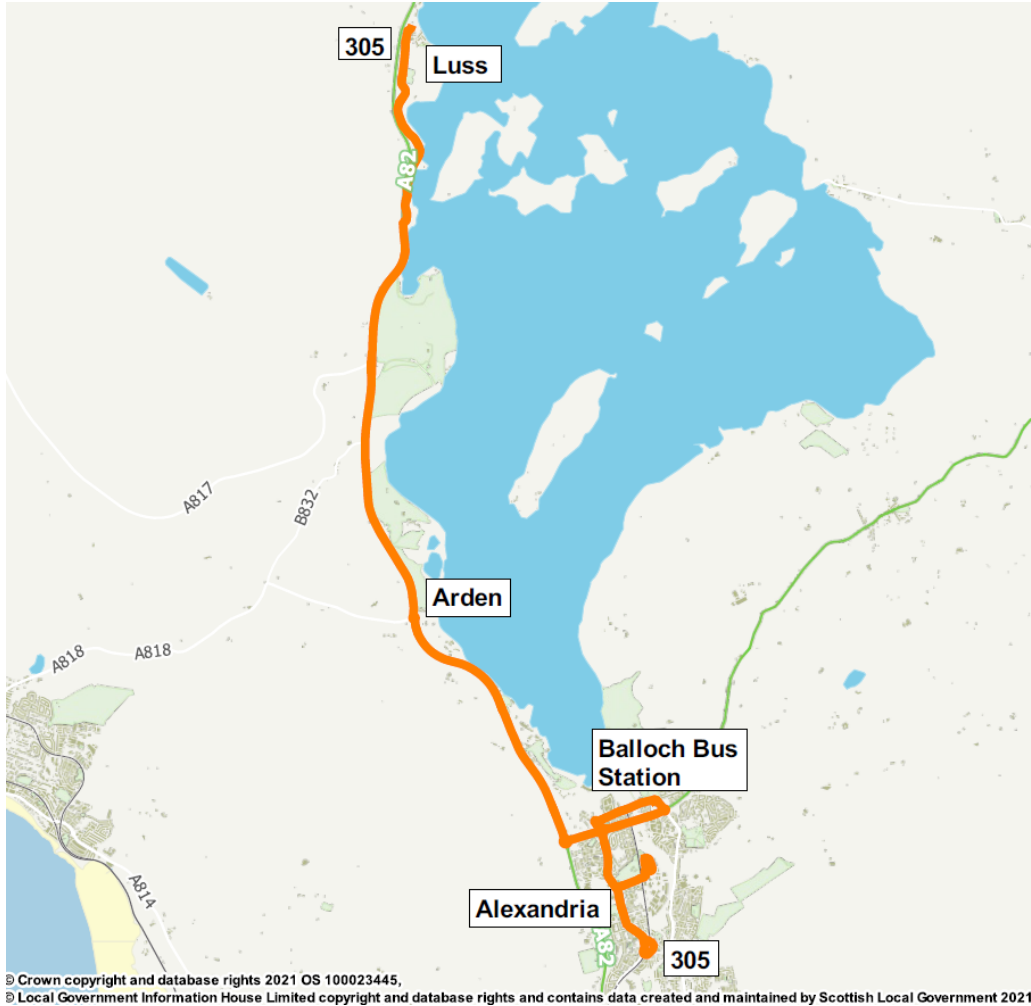 305
Luss
A82
A817
B832
Arden
A818
A818
Balloch Bus
Station
A814
Alexandria
A82
305
© Crown copyright and database rights 2021 OS 100023445,
© Local Government Information House Limited copyright and database rights and contains data created and maintained by Scottish Local Government 2021